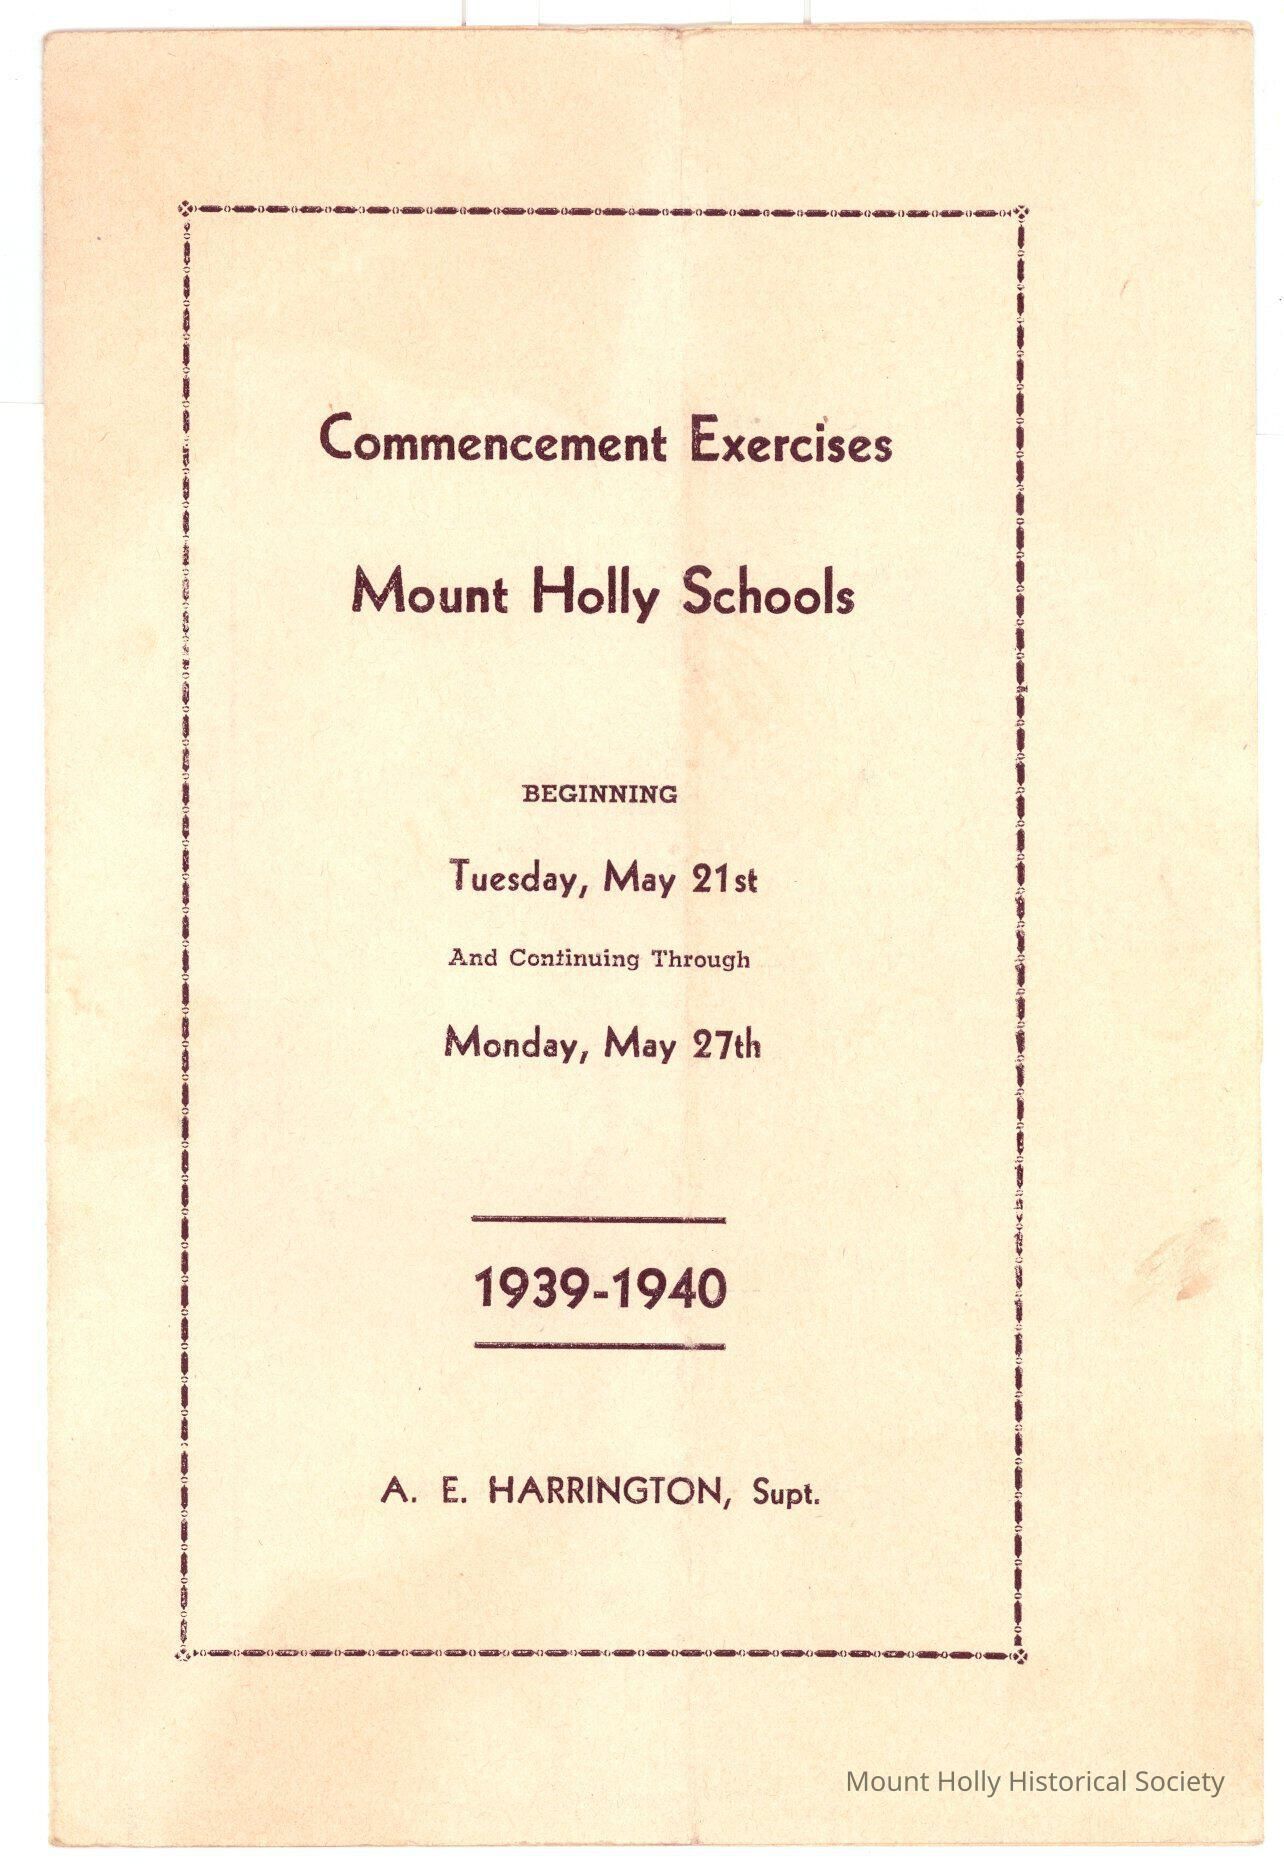 Commencement Exercises
Mount Holly Schools
BEGINNING
Tuesday, May 21st
And Continuing Through
Monday, May 27th
1939-1940
A. E. HARRINGTON, Supt.
Mount Holly Historical Society